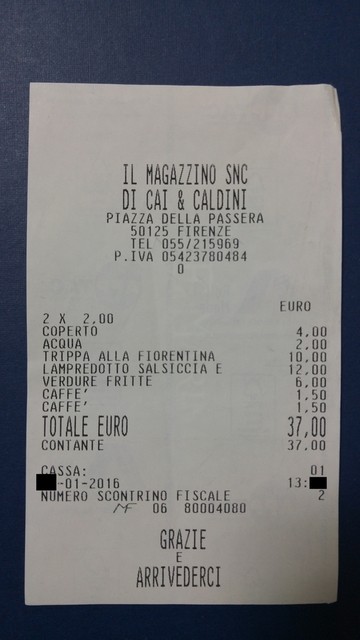 IL MAGAZZINO SNC
DI CAI & CALDINI
PIAZZA DELLA PASSERA
50125 FIRENZE
TEL 055/215969
P.IVA 05423780484
0
EURO
2 X 2,00
COPERTO 4,00
ACQUA 2,00
TRIPPA ALLA FIORENTINA 10,00
LAMPREDOTTO SALSICCIA E 12,00
VERDURE FRITTE 6,00
CAFFE' 1,50
CAFFE' 1,50
TOTALE EURO 37,00
CONTANTE 37,00
CASSA: 01
-01-2016 13:
NUMERO SCONTRINO FISCALE 2
MF 06 80004080
GRAZIE
E
ARRIVEDERCI